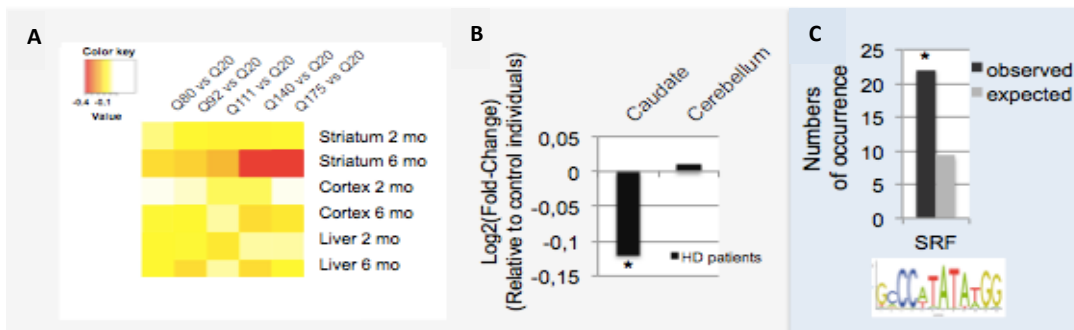 A
Color key
-0.4 -0.1
Value
Q80 vs Q20
Q92 vs Q20
Q111 vs Q20
Q140 vs Q20
Q175 vs Q20
Striatum 2 mo
Striatum 6 mo
Cortex 2 mo
Cortex 6 mo
Liver 2 mo
Liver 6 mo
B
Caudate
Cerebellum
Log2(Fold-Change)
(Relative to control individuals)
0,05
0
-0,05
-0,1
-0,15
*
HD patients
C
Numbers
of occurrence
25
20
15
10
5
0
*
observed
expected
SRF
GCCCATATATGG